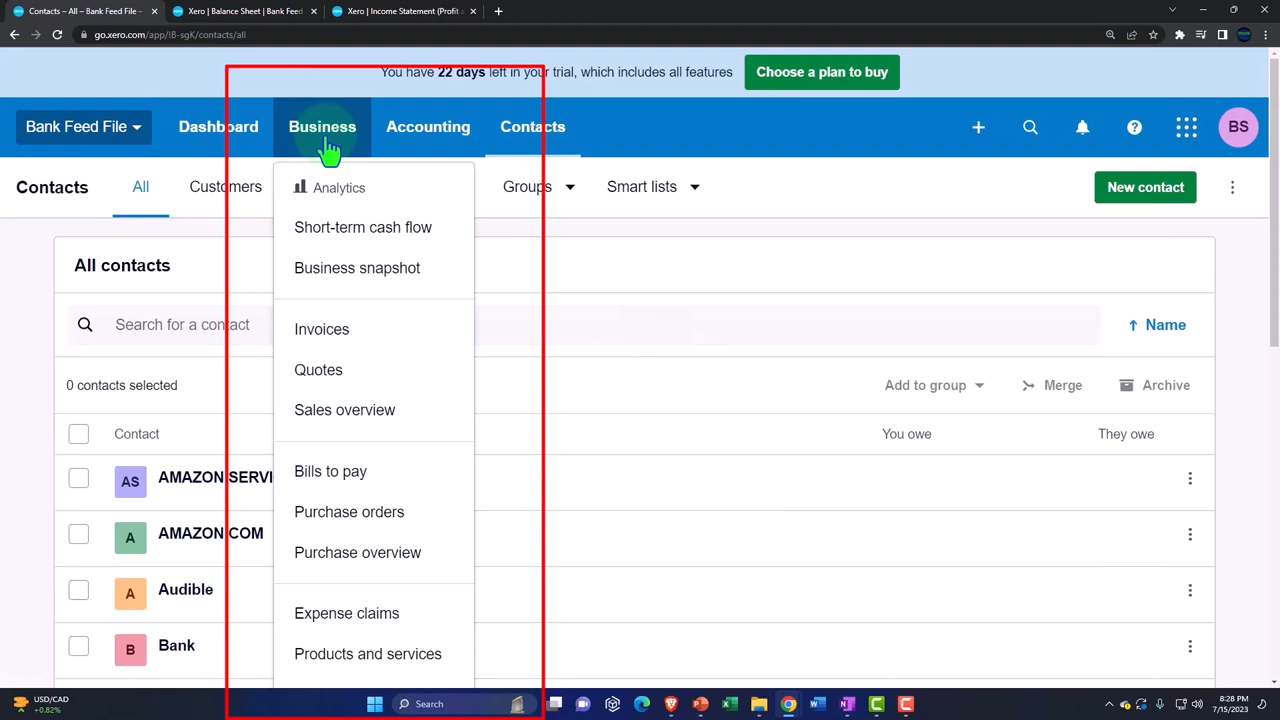 Contacts – All – Bank Feed File -
Xero | Balance Sheet | Bank Feed
Xero | Income Statement (Profit a
go.xero.com/app/!B-sgK/contacts/all
You have 22 days left in your trial, which includes all features
Choose a plan to buy
Bank Feed File
Dashboard
Business
Accounting
Contacts
BS
Contacts
All
Customers
Groups
Smart lists
New contact
Analytics
Short-term cash flow
Business snapshot
Invoices
Quotes
Sales overview
Bills to pay
Purchase orders
Purchase overview
Expense claims
Products and services
All contacts
Search for a contact
Name
0 contacts selected
Add to group
Merge
Archive
Contact
You owe
They owe
AS
AMAZON SERVI
A
AMAZON.COM
A
Audible
B
Bank
USD/CAD
+0.82%
Search
8:28 PM
7/15/2023